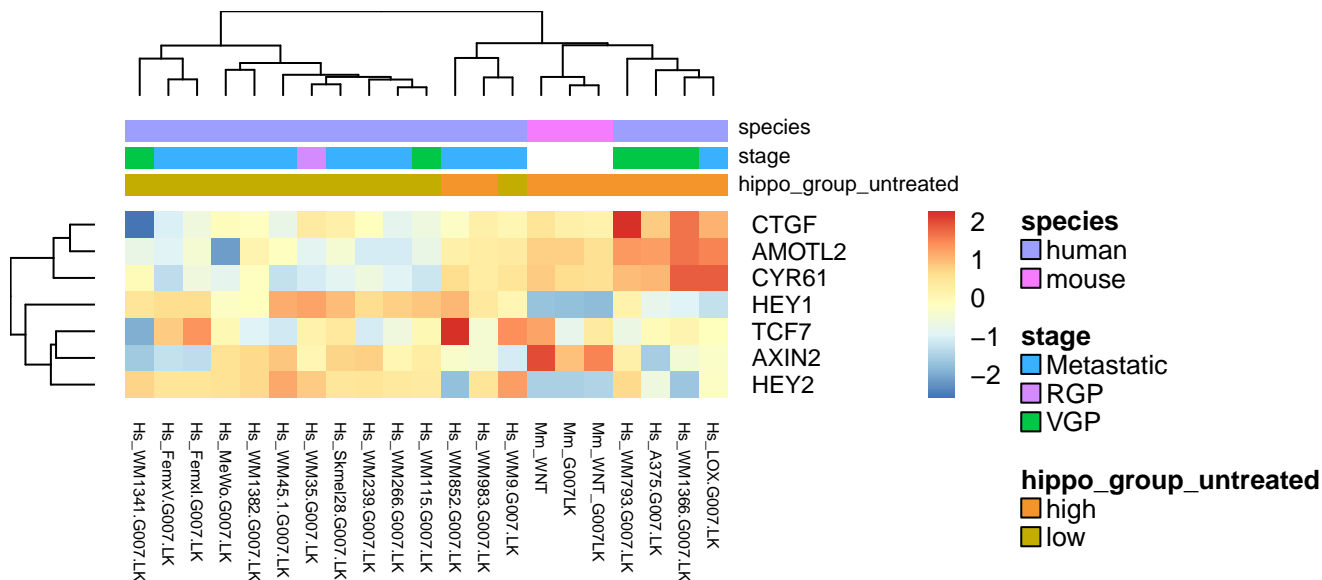 species
stage
hippo_group_untreated
CTGF
AMOTL2
CYR61
HEY1
TCF7
AXIN2
HEY2
2
1
0
−1
−2
species
human
mouse
stage
Metastatic
RGP
VGP
hippo_group_untreated
high
low
Hs_WM1341.G007.LK
Hs_FemxV.G007.LK
Hs_FemxI.G007.LK
Hs_MeWo.G007.LK
Hs_WM1382.G007.LK
Hs_WM45.1.G007.LK
Hs_WM35.G007.LK
Hs_Skmel28.G007.LK
Hs_WM239.G007.LK
Hs_WM266.G007.LK
Hs_WM115.G007.LK
Hs_WM852.G007.LK
Hs_WM983.G007.LK
Hs_WM9.G007.LK
Mm_WNT
Mm_G007LK
Mm_WNT_G007LK
Hs_WM793.G007.LK
Hs_A375.G007.LK
Hs_WM1366.G007.LK
Hs_LOX.G007.LK